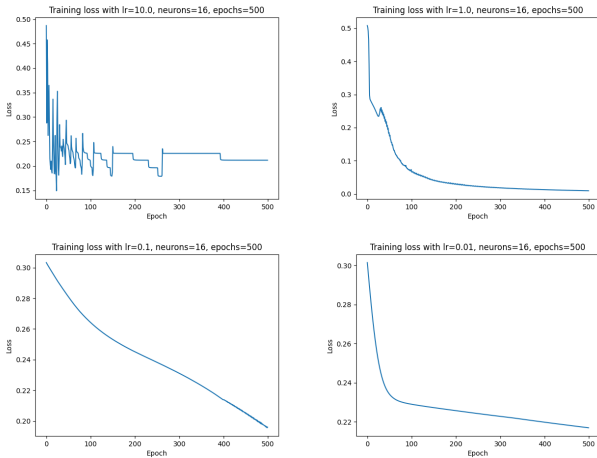 Training loss with lr=10.0, neurons=16, epochs=500
0.50
0.45
0.40
0.35
0.30
0.25
0.20
0.15
Loss
0 100 200 300 400 500
Epoch
Training loss with lr=1.0, neurons=16, epochs=500
0.5
0.4
0.3
0.2
0.1
0.0
Loss
0 100 200 300 400 500
Epoch
Training loss with lr=0.1, neurons=16, epochs=500
0.30
0.28
0.26
0.24
0.22
0.20
Loss
0 100 200 300 400 500
Epoch
Training loss with lr=0.01, neurons=16, epochs=500
0.30
0.28
0.26
0.24
0.22
Loss
0 100 200 300 400 500
Epoch